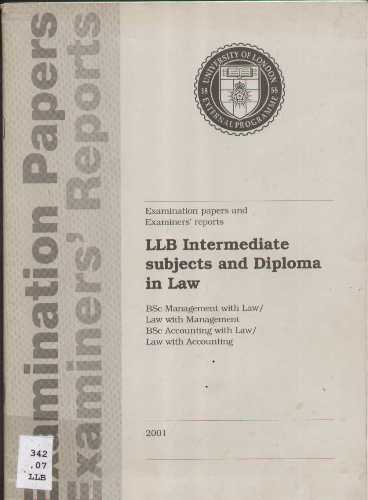 Examination Papers
Examiners' Reports
UNIVERSITY OF LONDON
18 58
EXTERNAL PROGRAMME
Examination papers and
Examiners' reports
LLB Intermediate
subjects and Diploma
in Law
BSc Management with Law/
Law with Management
BSc Accounting with Law/
Law with Accounting
2001
342
.07
LLB